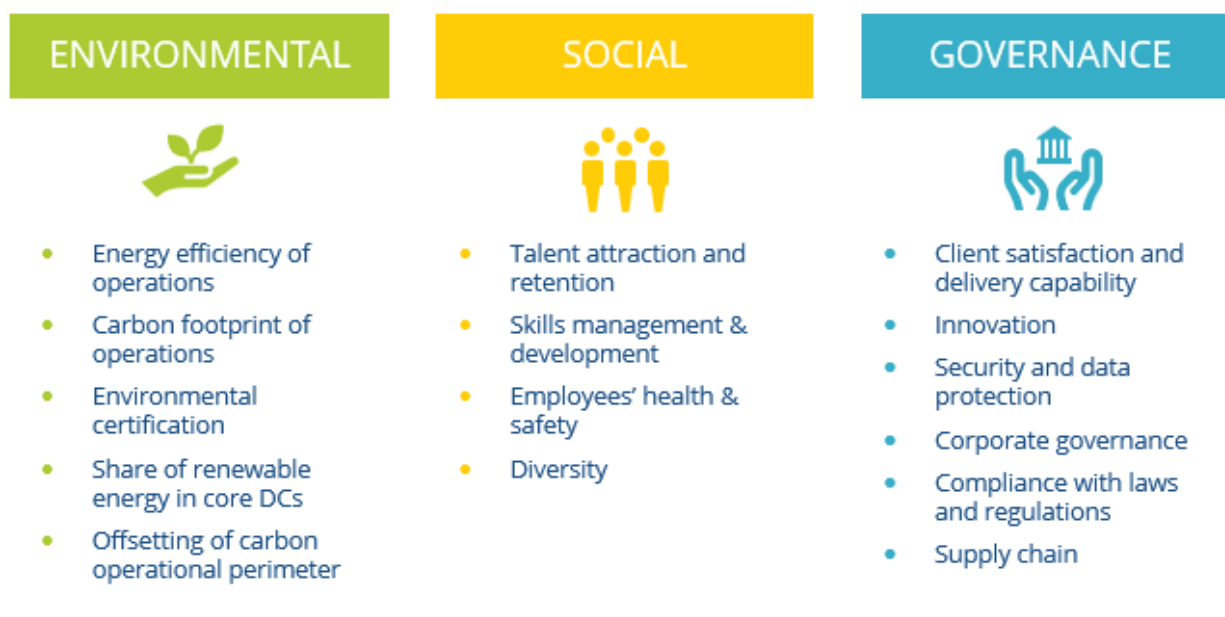 ENVIRONMENTAL
Energy efficiency of
operations
Carbon footprint of
operations
Environmental
certification
Share of renewable
energy in core DCs
Offsetting of carbon
operational perimeter
SOCIAL
Talent attraction and
retention
Skills management &
development
Employees’ health &
safety
Diversity
GOVERNANCE
Client satisfaction and
delivery capability
Innovation
Security and data
protection
Corporate governance
Compliance with laws
and regulations
Supply chain